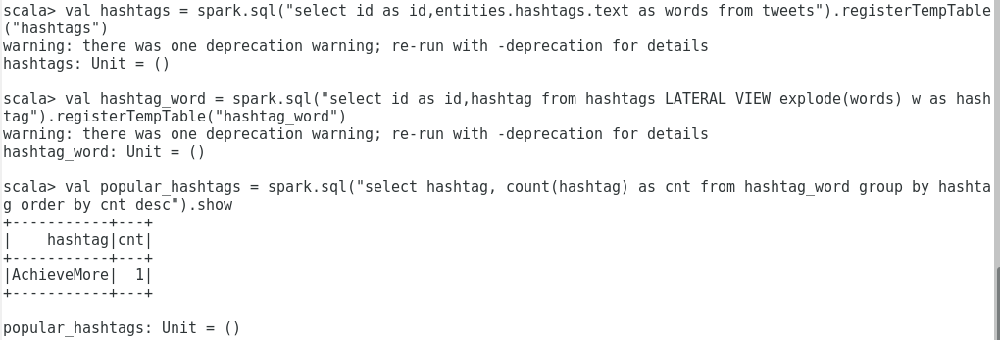 scala> val hashtags = spark.sql("select id as id,entities.hashtags.text as words from tweets").registerTempTable
("hashtags")
warning: there was one deprecation warning; re-run with -deprecation for details
hashtags: Unit = ()
scala> val hashtag_word = spark.sql("select id as id,hashtag from hashtags LATERAL VIEW explode(words) w as hash
tag").registerTempTable("hashtag_word")
warning: there was one deprecation warning; re-run with -deprecation for details
hashtag_word: Unit = ()
scala> val popular_hashtags = spark.sql("select hashtag, count(hashtag) as cnt from hashtag_word group by hashta
g order by cnt desc").show
+-----------+---+
|    hashtag|cnt|
+-----------+---+
|AchieveMore|  1|
+-----------+---+
popular_hashtags: Unit = ()